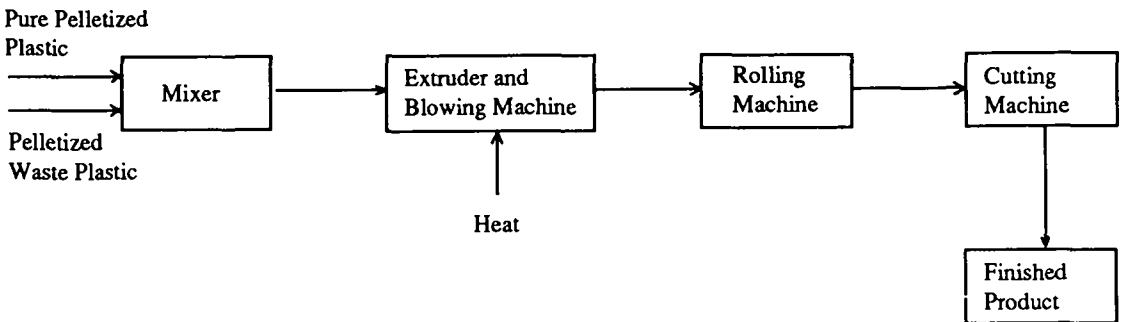 Pure Pelletized
Plastic
Mixer
Pelletized
Waste Plastic
Extruder and
Blowing Machine
Heat
Rolling
Machine
Cutting
Machine
Finished
Product